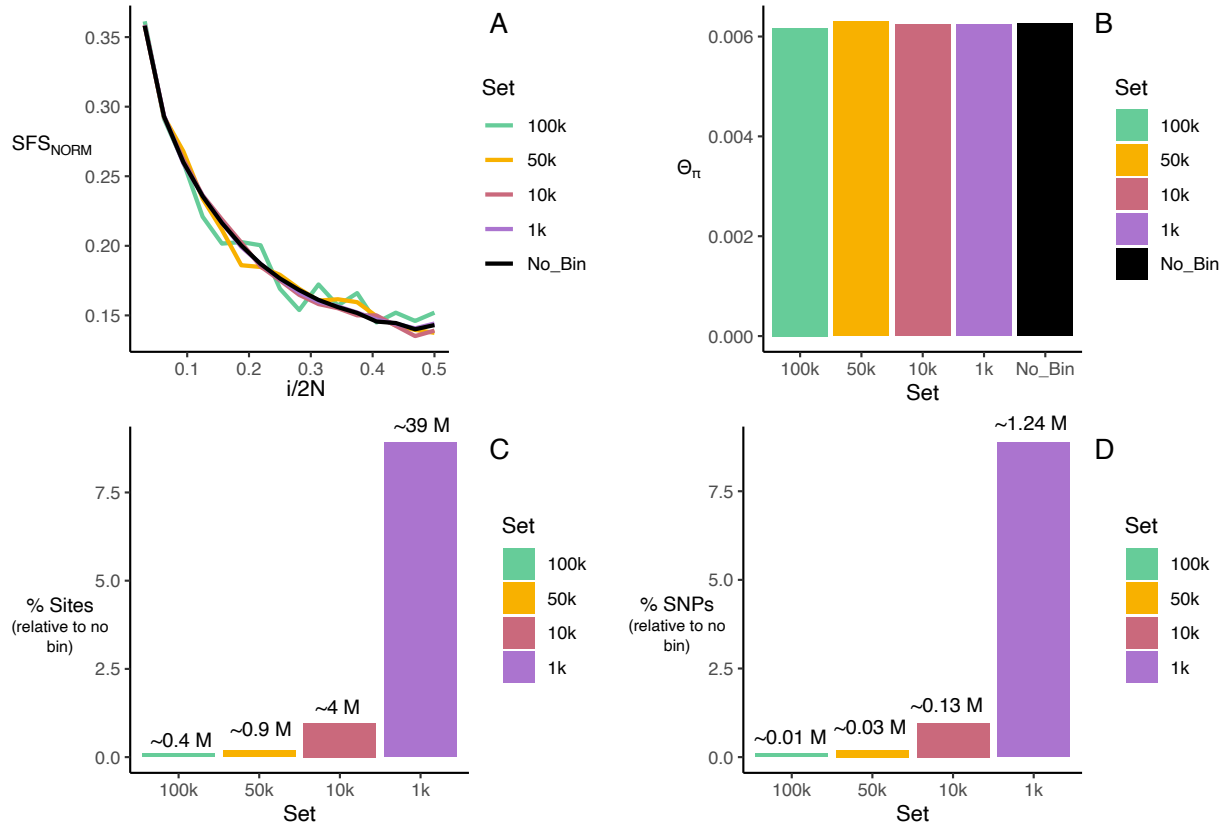 A
0.35
0.30
0.25
0.20
0.15
SFS_NORM
0.1 0.2 0.3 0.4 0.5
i/2N
Set
100k
50k
10k
1k
No_Bin
B
0.006
0.004
0.002
0.000
Θ_π
100k 50k 10k 1k No_Bin
Set
Set
100k
50k
10k
1k
No_Bin
C
7.5
5.0
2.5
0.0
% Sites
(relative to no
bin)
~0.4 M
~0.9 M
~4 M
~39 M
100k 50k 10k 1k
Set
Set
100k
50k
10k
1k
D
7.5
5.0
2.5
0.0
% SNPs
(relative to no
bin)
~0.01 M
~0.03 M
~0.13 M
~1.24 M
100k 50k 10k 1k
Set
Set
100k
50k
10k
1k